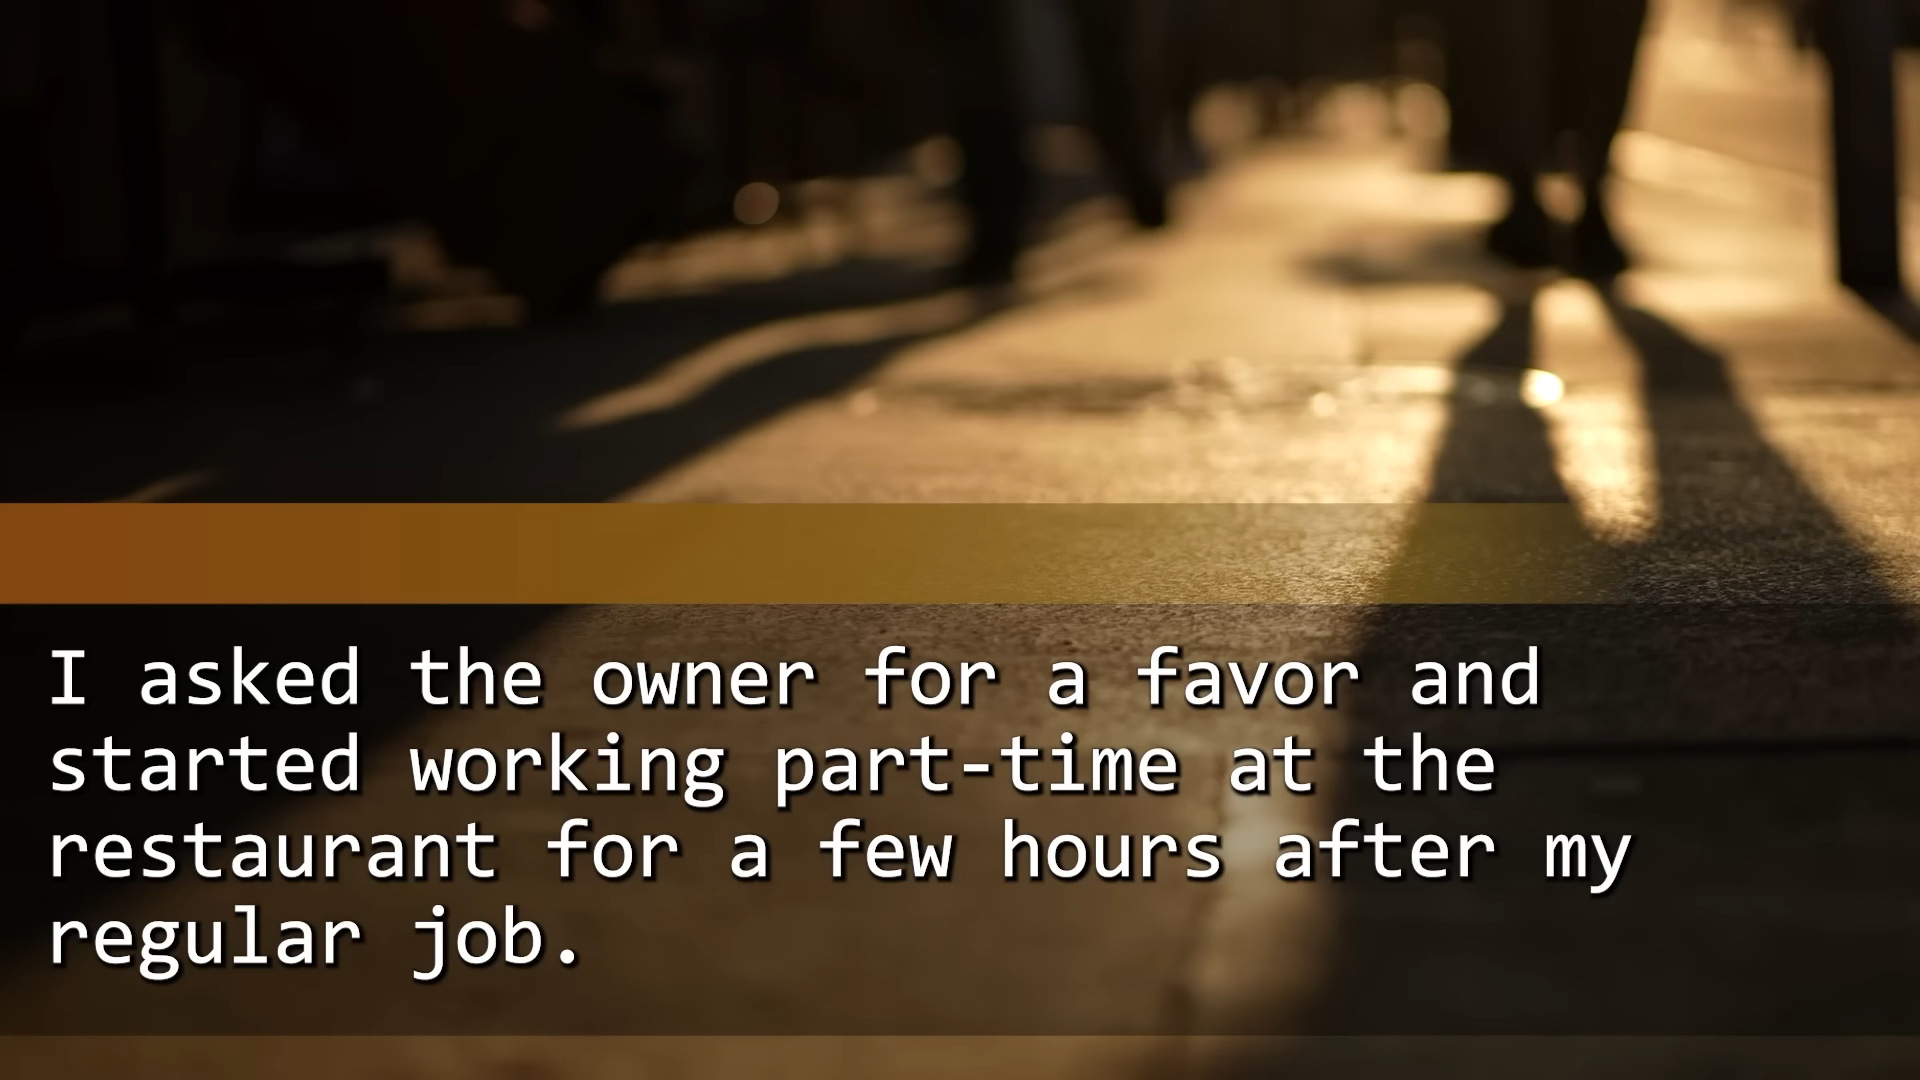 I asked the owner for a favor and
started working part-time at the
restaurant for a few hours after my
regular job.